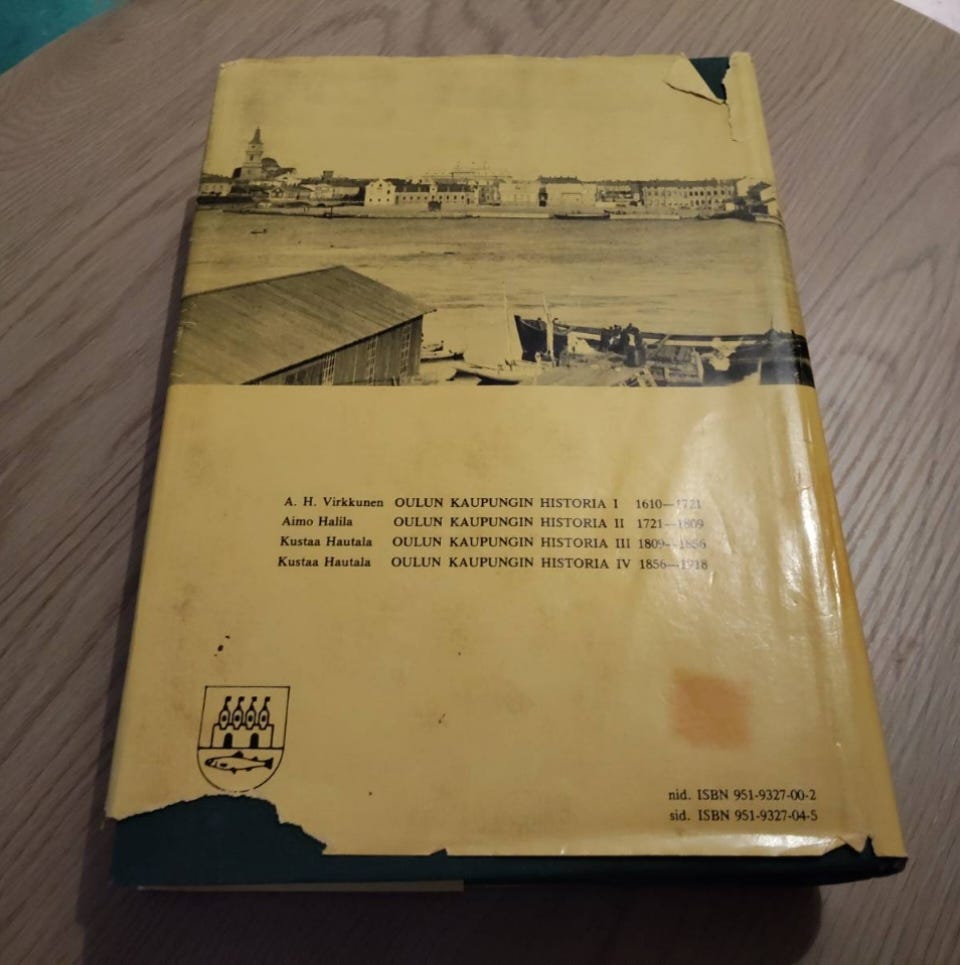 A. H. Virkkunen OULUN KAUPUNGIN HISTORIA I 1610—1721
Aimo Halila OULUN KAUPUNGIN HISTORIA II 1721—1809
Kustaa Hautala OULUN KAUPUNGIN HISTORIA III 1809—1856
Kustaa Hautala OULUN KAUPUNGIN HISTORIA IV 1856—1918
nid. ISBN 951-9327-00-2
sid. ISBN 951-9327-04-5